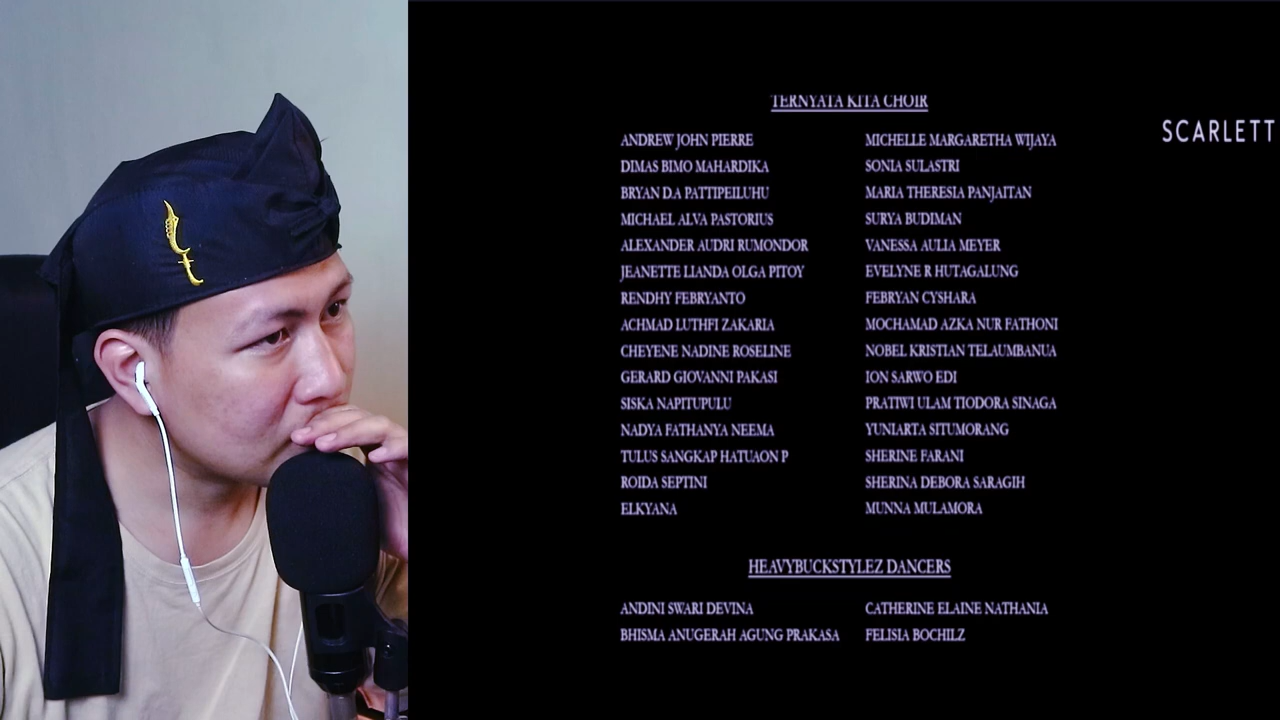 TERNYATA KITA CHOIR
SCARLETT
ANDREW JOHN PIERRE MICHELLE MARGARETHA WIJAYA
DIMAS BIMO MAHARDIKA SONIA SULASTRI
BRYAN D.A PATTIPEILUHU MARIA THERESIA PANJAITAN
MICHAEL ALVA PASTORIUS SURYA BUDIMAN
ALEXANDER AUDRI RUMONDOR VANESSA AULIA MEYER
JEANETTE LIANDA OLGA PITOY EVELYNE R HUTAGALUNG
RENDHY FEBRYANTO FEBRYAN CYSHARA
ACHMAD LUTHFI ZAKARIA MOCHAMAD AZKA NUR FATHONI
CHEYENE NADINE ROSELINE NOBEL KRISTIAN TELAUMBANUA
GERARD GIOVANNI PAKASI ION SARWO EDI
SISKA NAPITUPULU PRATIWI ULAM TIODORA SINAGA
NADYA FATHANYA NEEMA YUNIARTA SITUMORANG
TULUS SANGKAP HATUAON P SHERINE FARANI
ROIDA SEPTINI SHERINA DEBORA SARAGIH
ELKYANA MUNNA MULAMORA
HEAVYBUCKSTYLEZ DANCERS
ANDINI SWARI DEVINA CATHERINE ELAINE NATHANIA
BHISMA ANUGERAH AGUNG PRAKASA FELISIA BOCHILZ